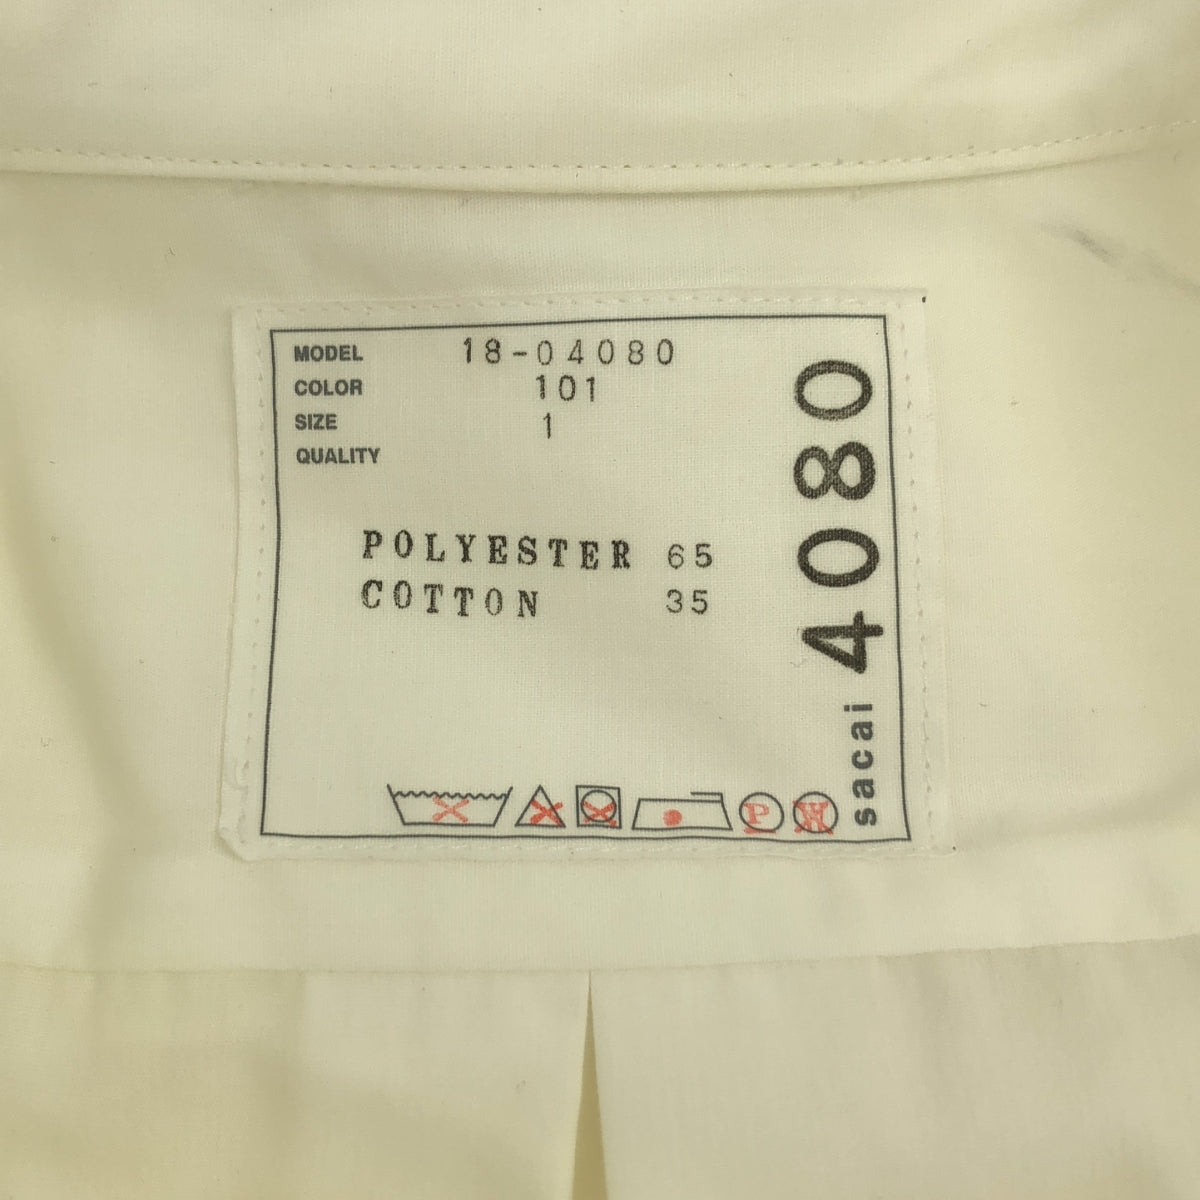 MODEL 18-04080
COLOR 101
SIZE 1
QUALITY
POLYESTER 65
COTTON 35
P W
sacai 4080